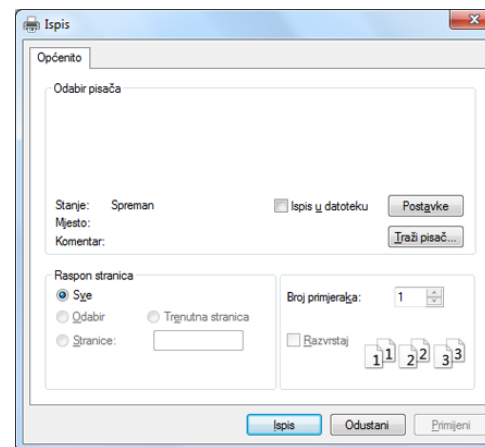 Ispis
Općenito
Odabir pisača
Stanje: Spreman
Mjesto:
Komentar:
Ispis u datoteku
Postavke
Traži pisač...
Raspon stranica
Sve
Odabir
Trenutna stranica
Stranice:
Broj primjeraka: 1
Razvrstaj
1 1 2 2 3 3
Ispis Odustani Primijeni